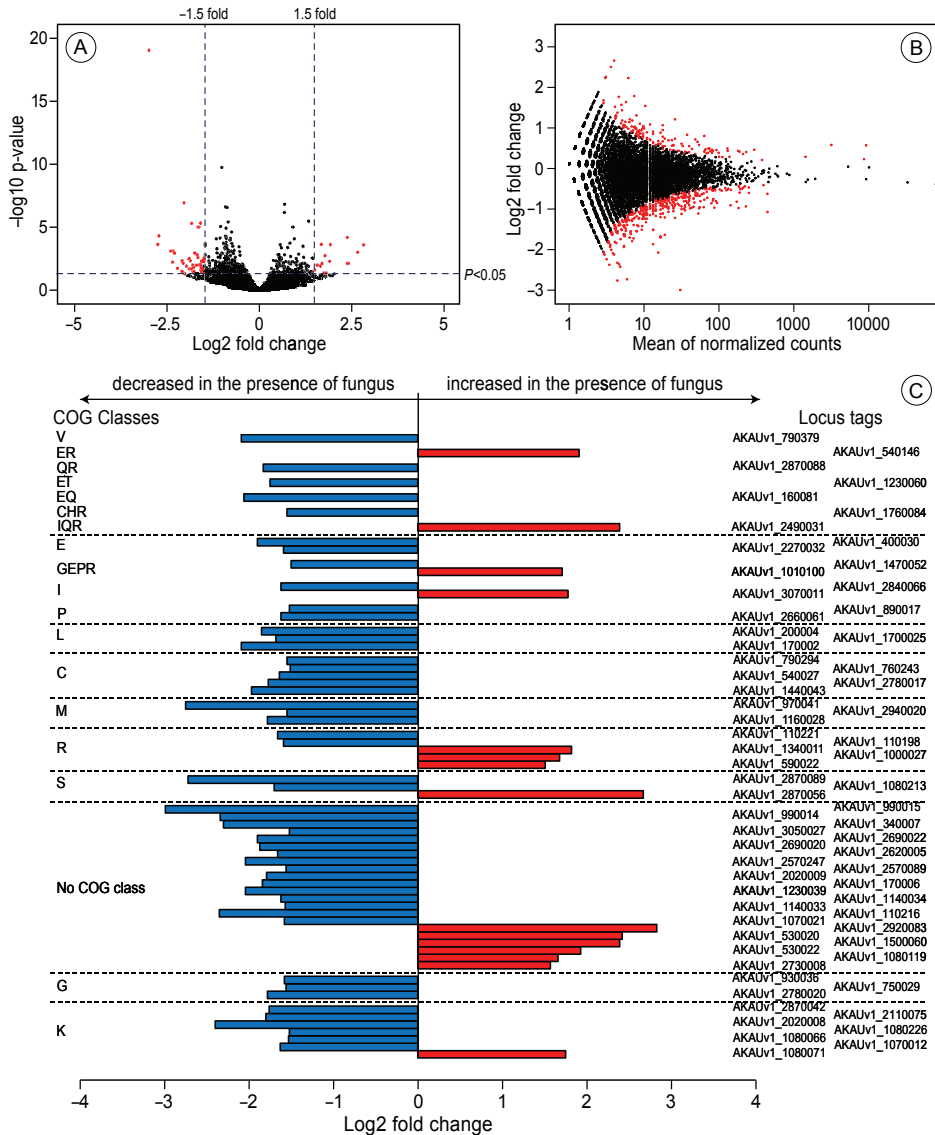 −1.5 fold
1.5 fold
A
20
15
10
5
0
-log10 p-value
P<0.05
−5
−2.5
0
2.5
5
Log2 fold change
B
3
2
1
0
−1
−2
−3
Log2 fold change
1
10
100
1000
10000
Mean of normalized counts
decreased in the presence of fungus
increased in the presence of fungus
C
COG Classes
Locus tags
V
AKAUv1_790379
ER
AKAUv1_540146
QR
AKAUv1_2870088
ET
AKAUv1_1230060
EQ
AKAUv1_160081
CHR
AKAUv1_1760084
IQR
AKAUv1_2490031
E
AKAUv1_400030
AKAUv1_2270032
GEPR
AKAUv1_1470052
AKAUv1_1010100
I
AKAUv1_2840066
AKAUv1_3070011
P
AKAUv1_890017
AKAUv1_2660061
L
AKAUv1_200004
AKAUv1_1700025
AKAUv1_170002
C
AKAUv1_790294
AKAUv1_760243
AKAUv1_540027
AKAUv1_2780017
AKAUv1_1440043
M
AKAUv1_970041
AKAUv1_2940020
AKAUv1_1160028
R
AKAUv1_110221
AKAUv1_110198
AKAUv1_1340011
AKAUv1_1000027
AKAUv1_590022
S
AKAUv1_2870089
AKAUv1_1080213
AKAUv1_2870056
No COG class
AKAUv1_990015
AKAUv1_990014
AKAUv1_340007
AKAUv1_3050027
AKAUv1_2690022
AKAUv1_2690020
AKAUv1_2620005
AKAUv1_2570247
AKAUv1_2570089
AKAUv1_2020009
AKAUv1_170006
AKAUv1_1230039
AKAUv1_1140034
AKAUv1_1140033
AKAUv1_110216
AKAUv1_1070021
AKAUv1_2920083
AKAUv1_530020
AKAUv1_1500060
AKAUv1_530022
AKAUv1_1080119
AKAUv1_2730008
G
AKAUv1_930036
AKAUv1_750029
AKAUv1_2780020
K
AKAUv1_2870042
AKAUv1_2110075
AKAUv1_2020008
AKAUv1_1080226
AKAUv1_1080066
AKAUv1_1070012
AKAUv1_1080071
−4
−3
−2
−1
0
1
2
3
4
Log2 fold change